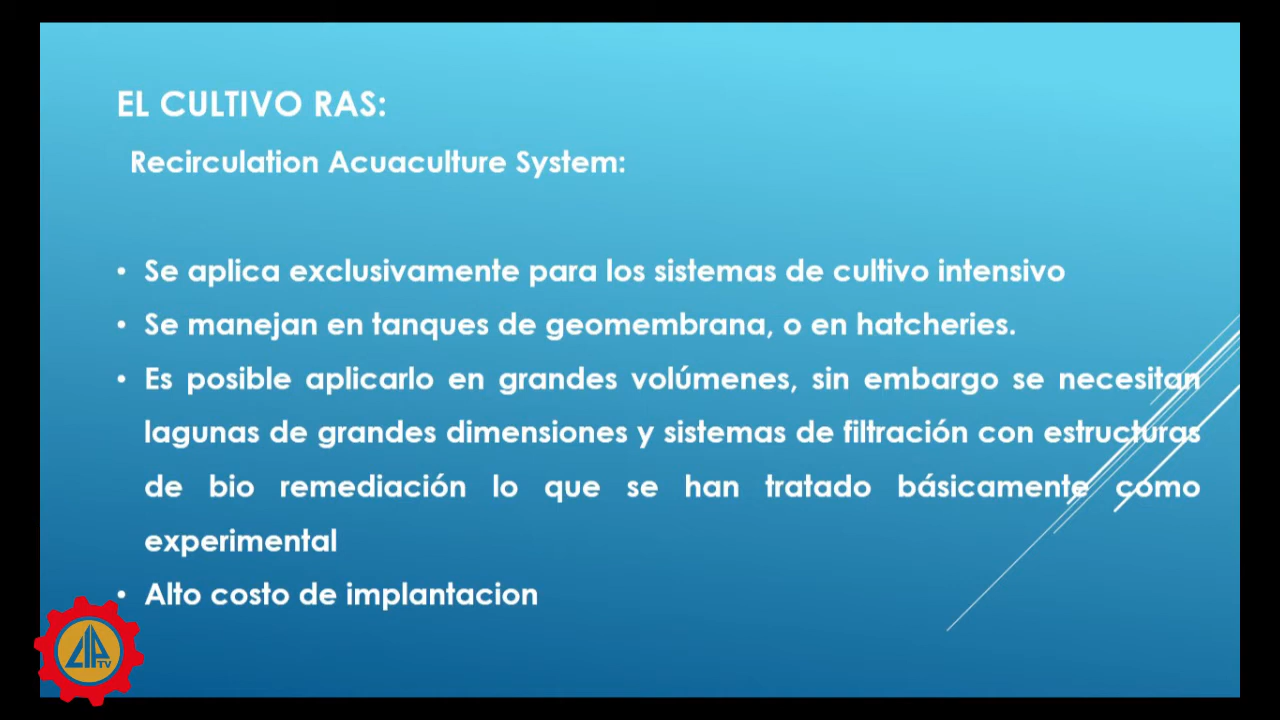 EL CULTIVO RAS:
Recirculation Acuaculture System:
• Se aplica exclusivamente para los sistemas de cultivo intensivo
• Se manejan en tanques de geomembrana, o en hatcheries.
• Es posible aplicarlo en grandes volúmenes, sin embargo se necesitan
lagunas de grandes dimensiones y sistemas de filtración con estructuras
de bio remediación lo que se han tratado básicamente como
experimental
• Alto costo de implantacion
TV